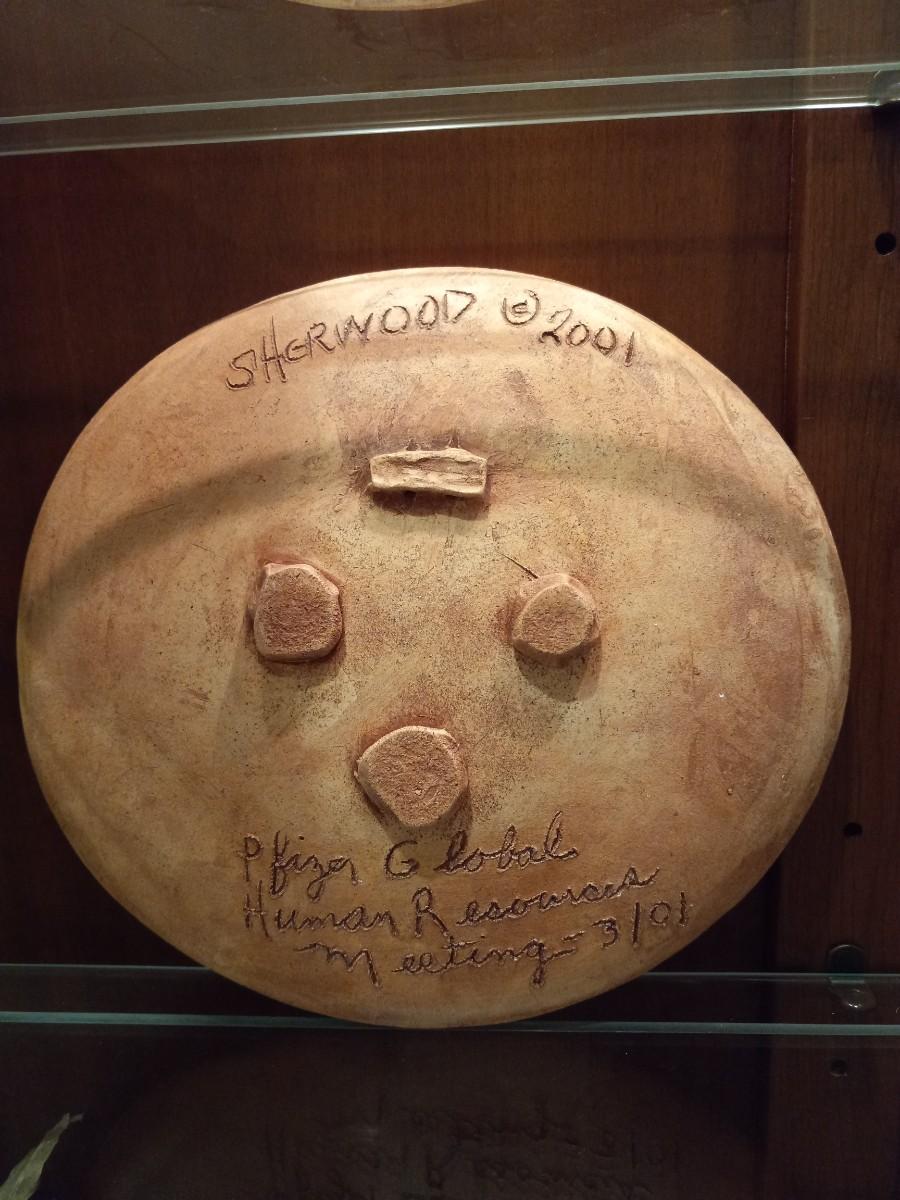 SHERWOOD © 2001
Pfizer Global
Human Resources
Meeting - 3/01